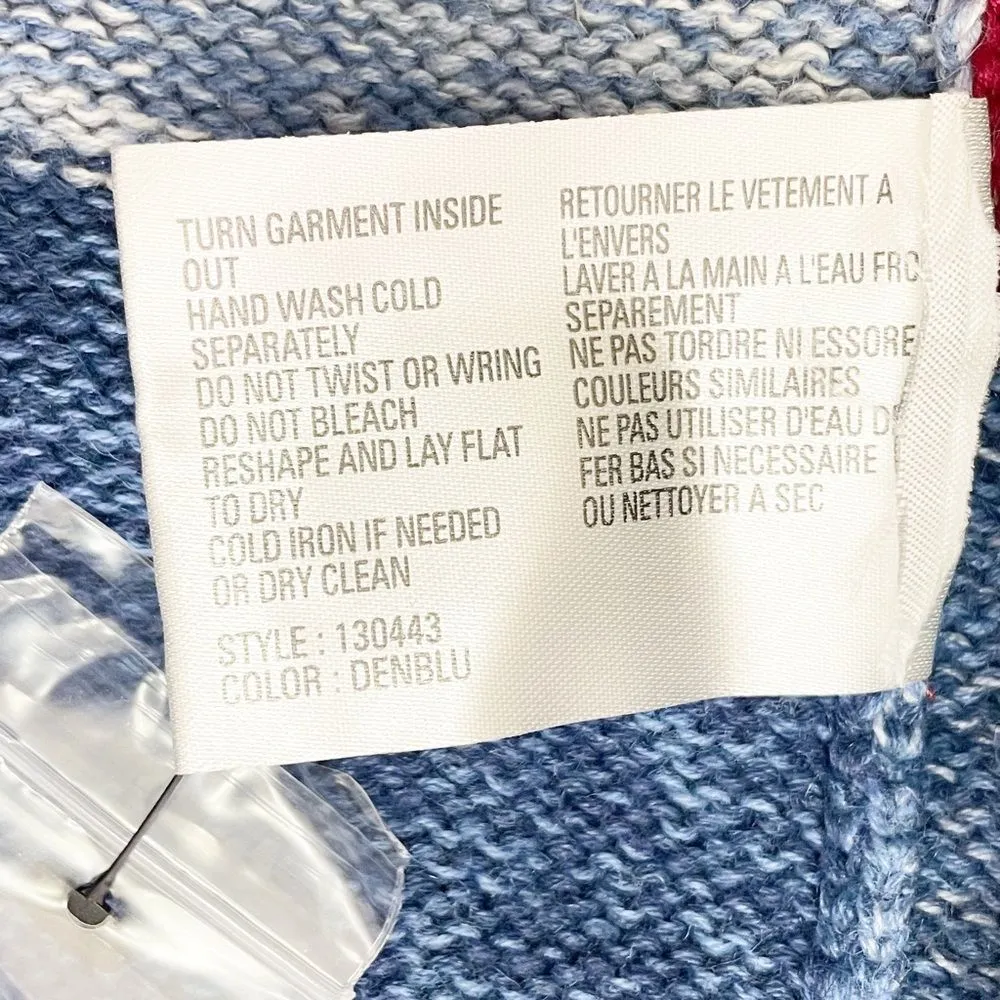 TURN GARMENT INSIDE
OUT
HAND WASH COLD
SEPARATELY
DO NOT TWIST OR WRING
DO NOT BLEACH
RESHAPE AND LAY FLAT
TO DRY
COLD IRON IF NEEDED
OR DRY CLEAN
STYLE : 130443
COLOR : DENBLU
RETOURNER LE VETEMENT A
L'ENVERS
LAVER A LA MAIN A L'EAU
SEPAREMENT
NE PAS TORDRE NI ESSORE
COULEURS SIMILAIRES
NE PAS UTILISER D'EAU DE
FER BAS SI NECESSAIRE
OU NETTOYER A SEC